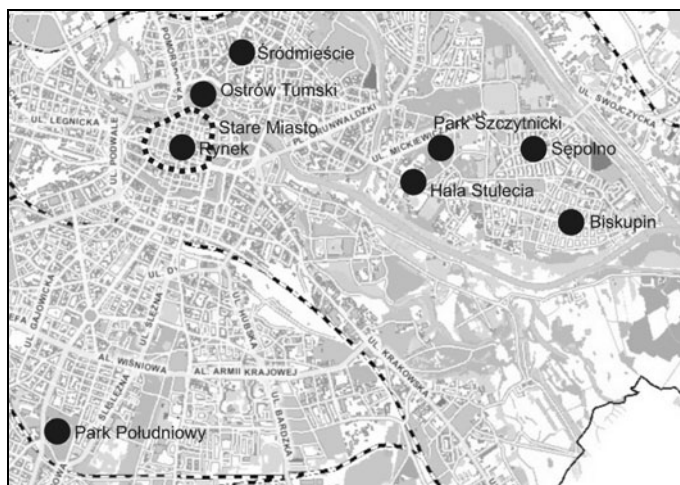 UL. POMORSKA
Śródmieście
UL. SWOJCZYCKA
Ostrów Tumski
UL. LEGNICKA
UL. PODWALE
Stare Miasto
PL. GRUNWALDZKI
Rynek
Park Szczytnicki
UL. MICKIEWICZA
Sępolno
Hala Stulecia
Biskupin
UL. GAJOWICKA
UL. ŚLĘŻNA
UL. HUBSKA
UL. KRAKOWSKA
AL. WIŚNIOWA
AL. ARMII KRAJOWEJ
UL. BARDZKA
Park Południowy